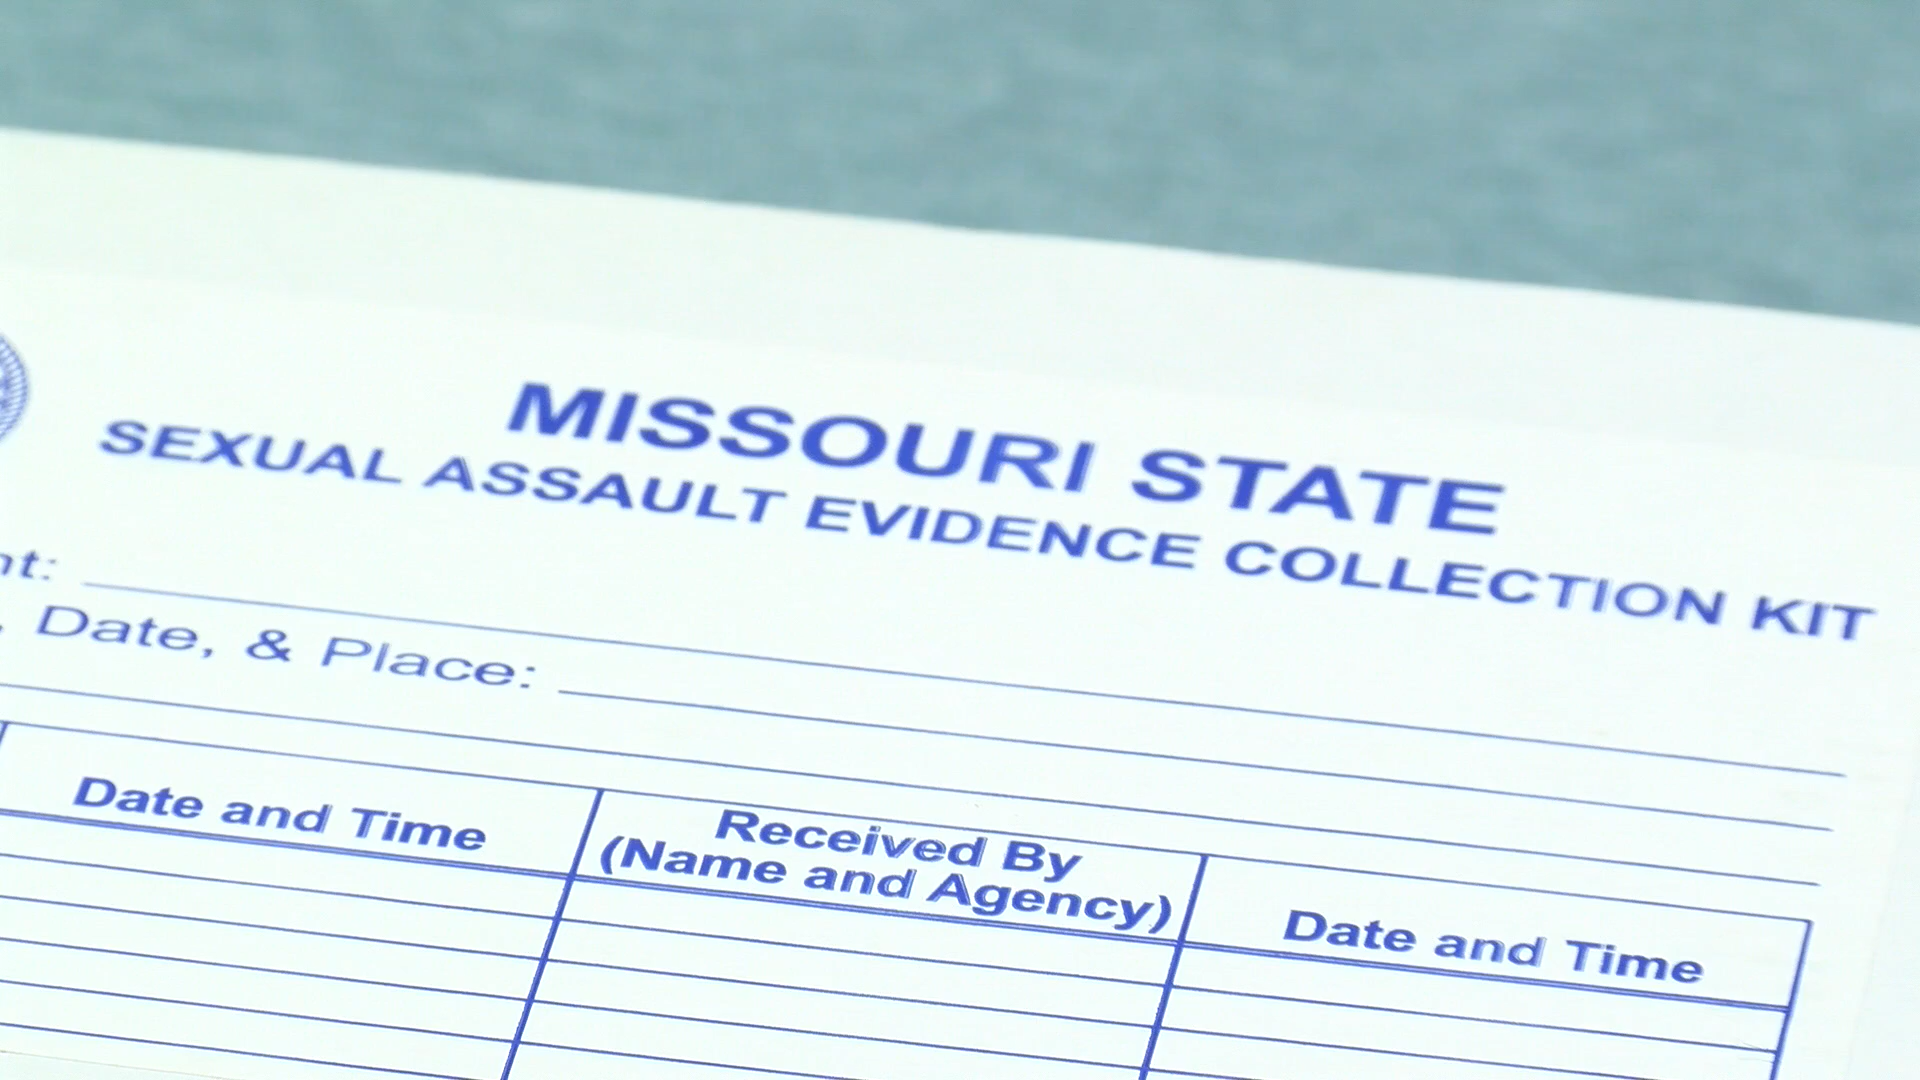 MISSOURI STATE
SEXUAL ASSAULT EVIDENCE COLLECTION KIT
Date, & Place:
Date and Time
Received By
(Name and Agency)
Date and Time